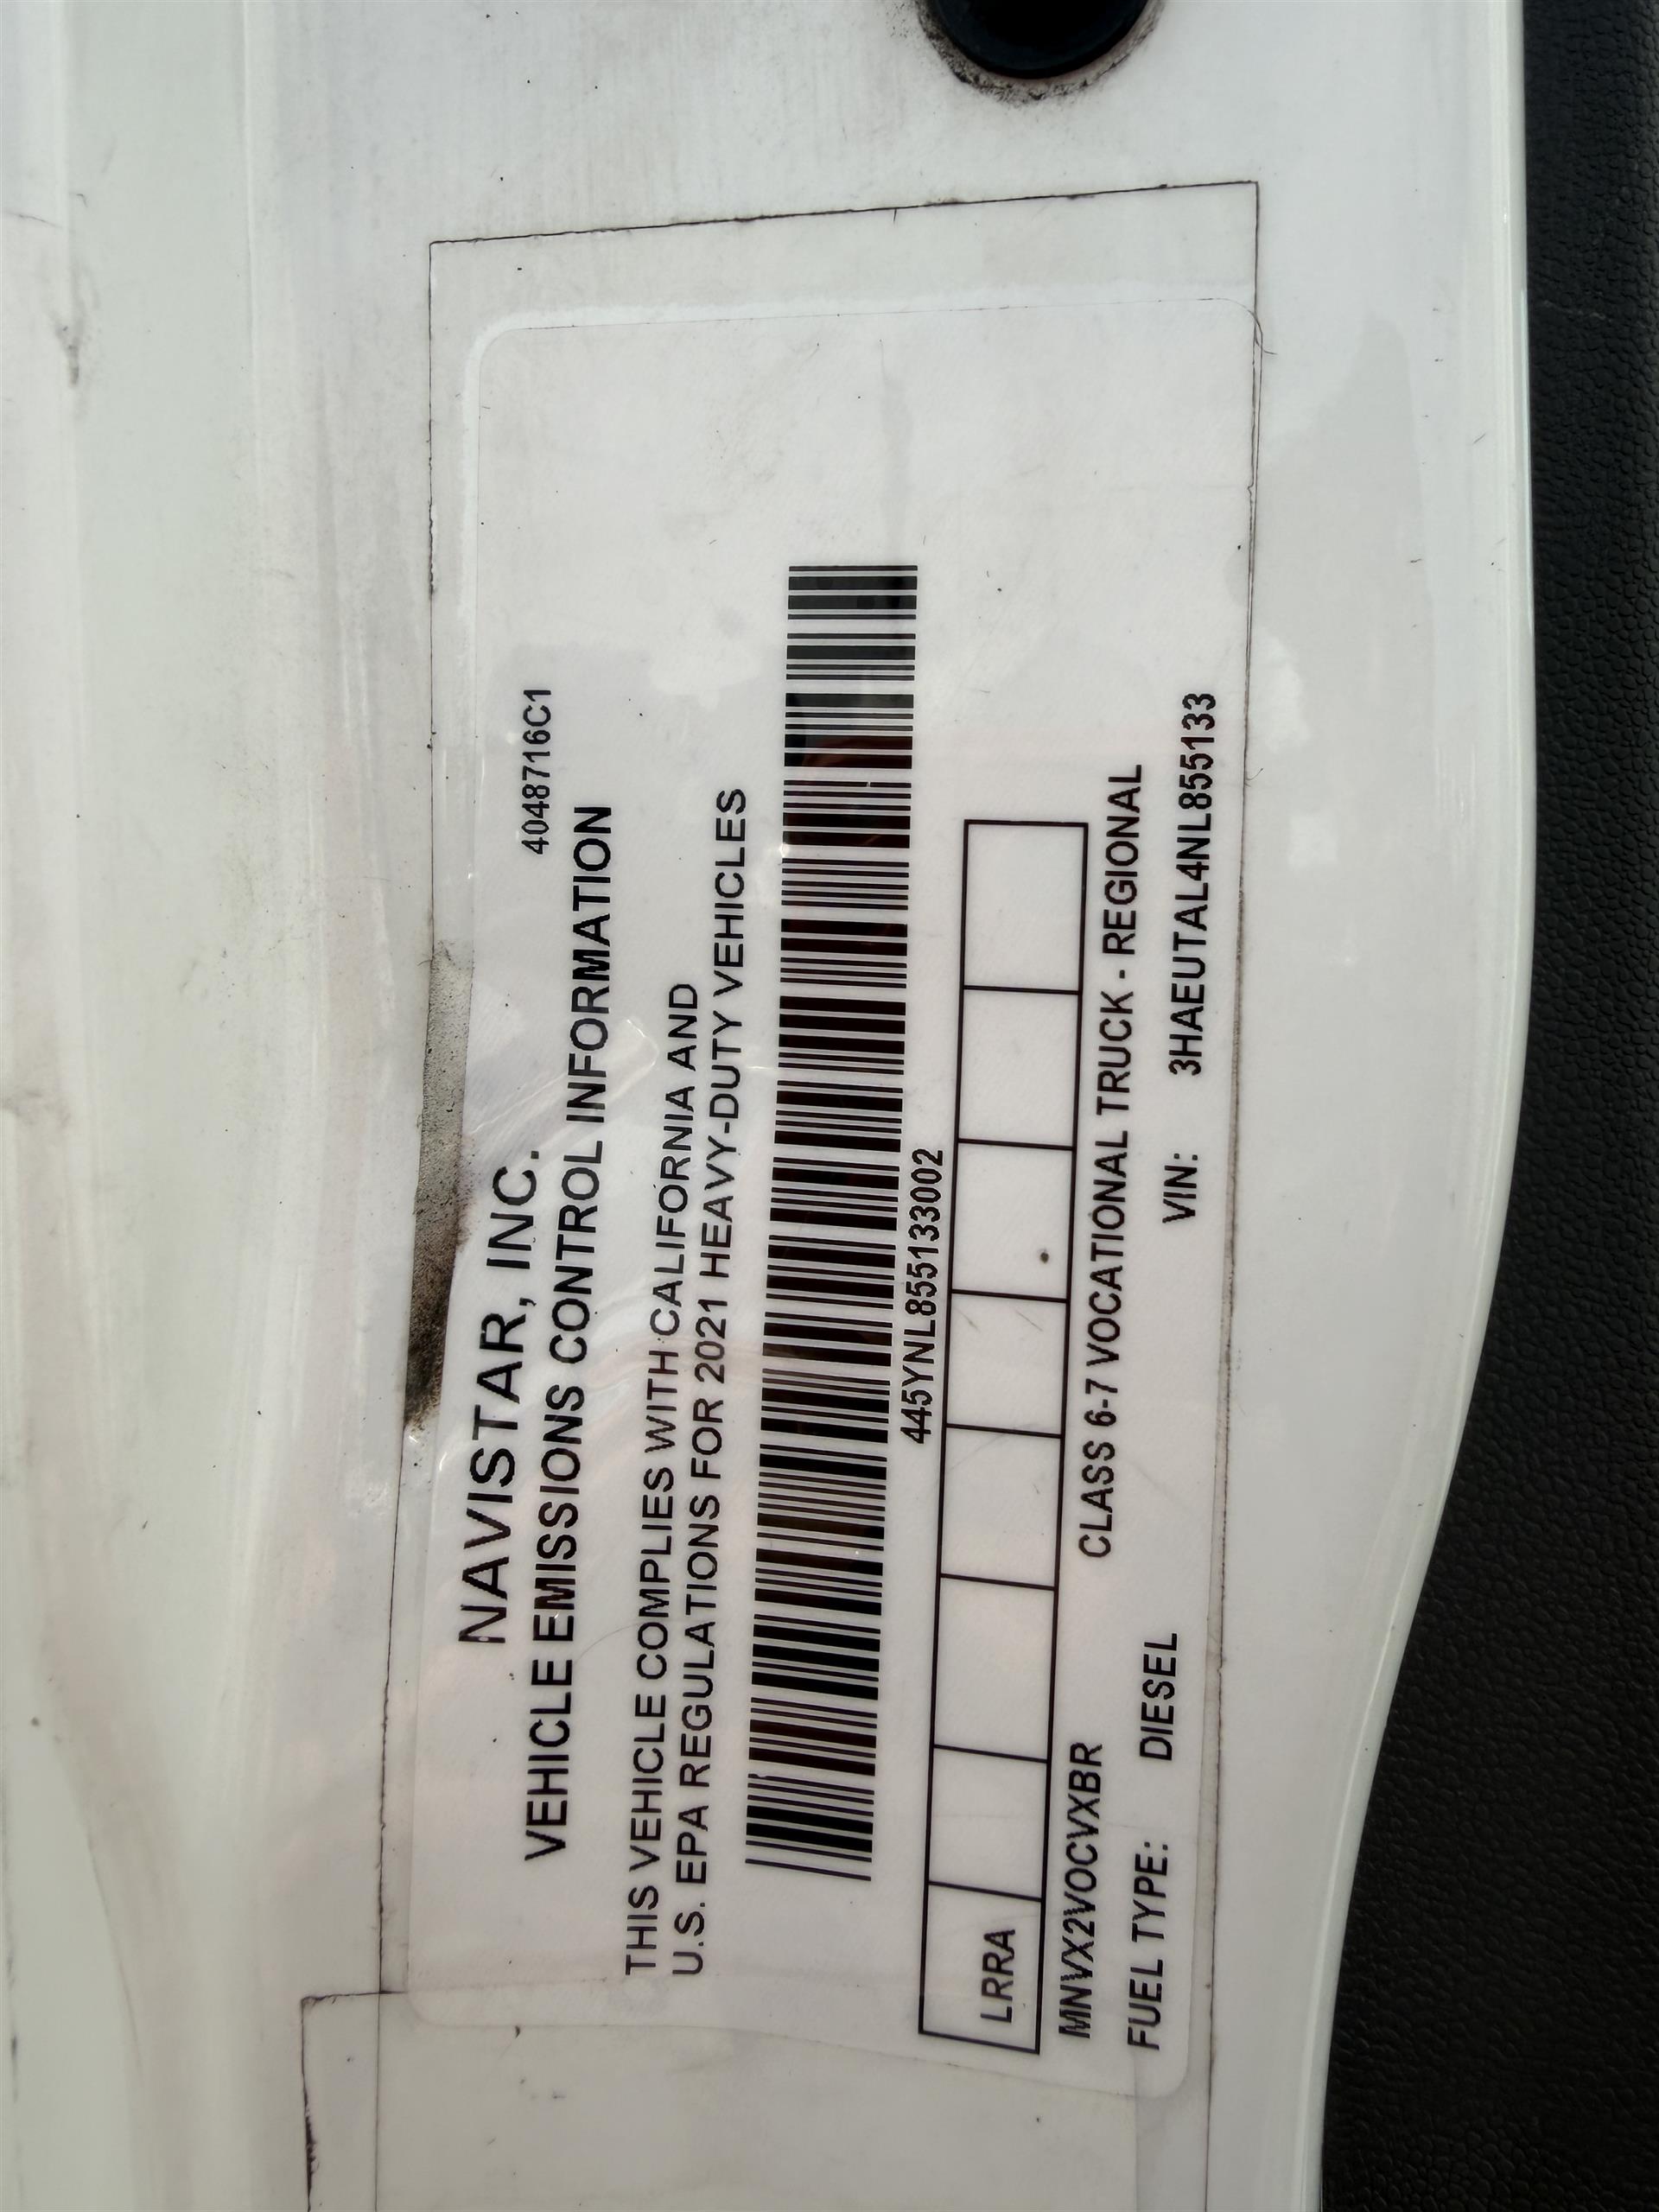 4048716C1
NAVISTAR, INC.
VEHICLE EMISSIONS CONTROL INFORMATION
THIS VEHICLE COMPLIES WITH CALIFORNIA AND
U.S. EPA REGULATIONS FOR 2021 HEAVY-DUTY VEHICLES
445YNL855133002
LRRA
MNVX2VOCVXBR CLASS 6-7 VOCATIONAL TRUCK - REGIONAL
FUEL TYPE: DIESEL VIN: 3HAEUTAL4NL855133